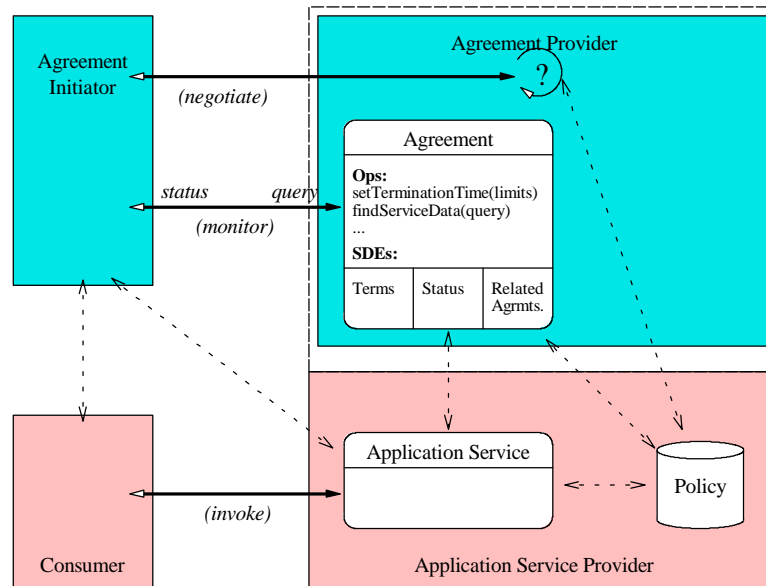 Agreement Provider
Agreement
Initiator
?
(negotiate)
Agreement
Ops:
setTerminationTime(limits)
findServiceData(query)
...
SDEs:
Terms
Status
Related
Agrmts.
status
query
(monitor)
Application Service
Policy
(invoke)
Consumer
Application Service Provider